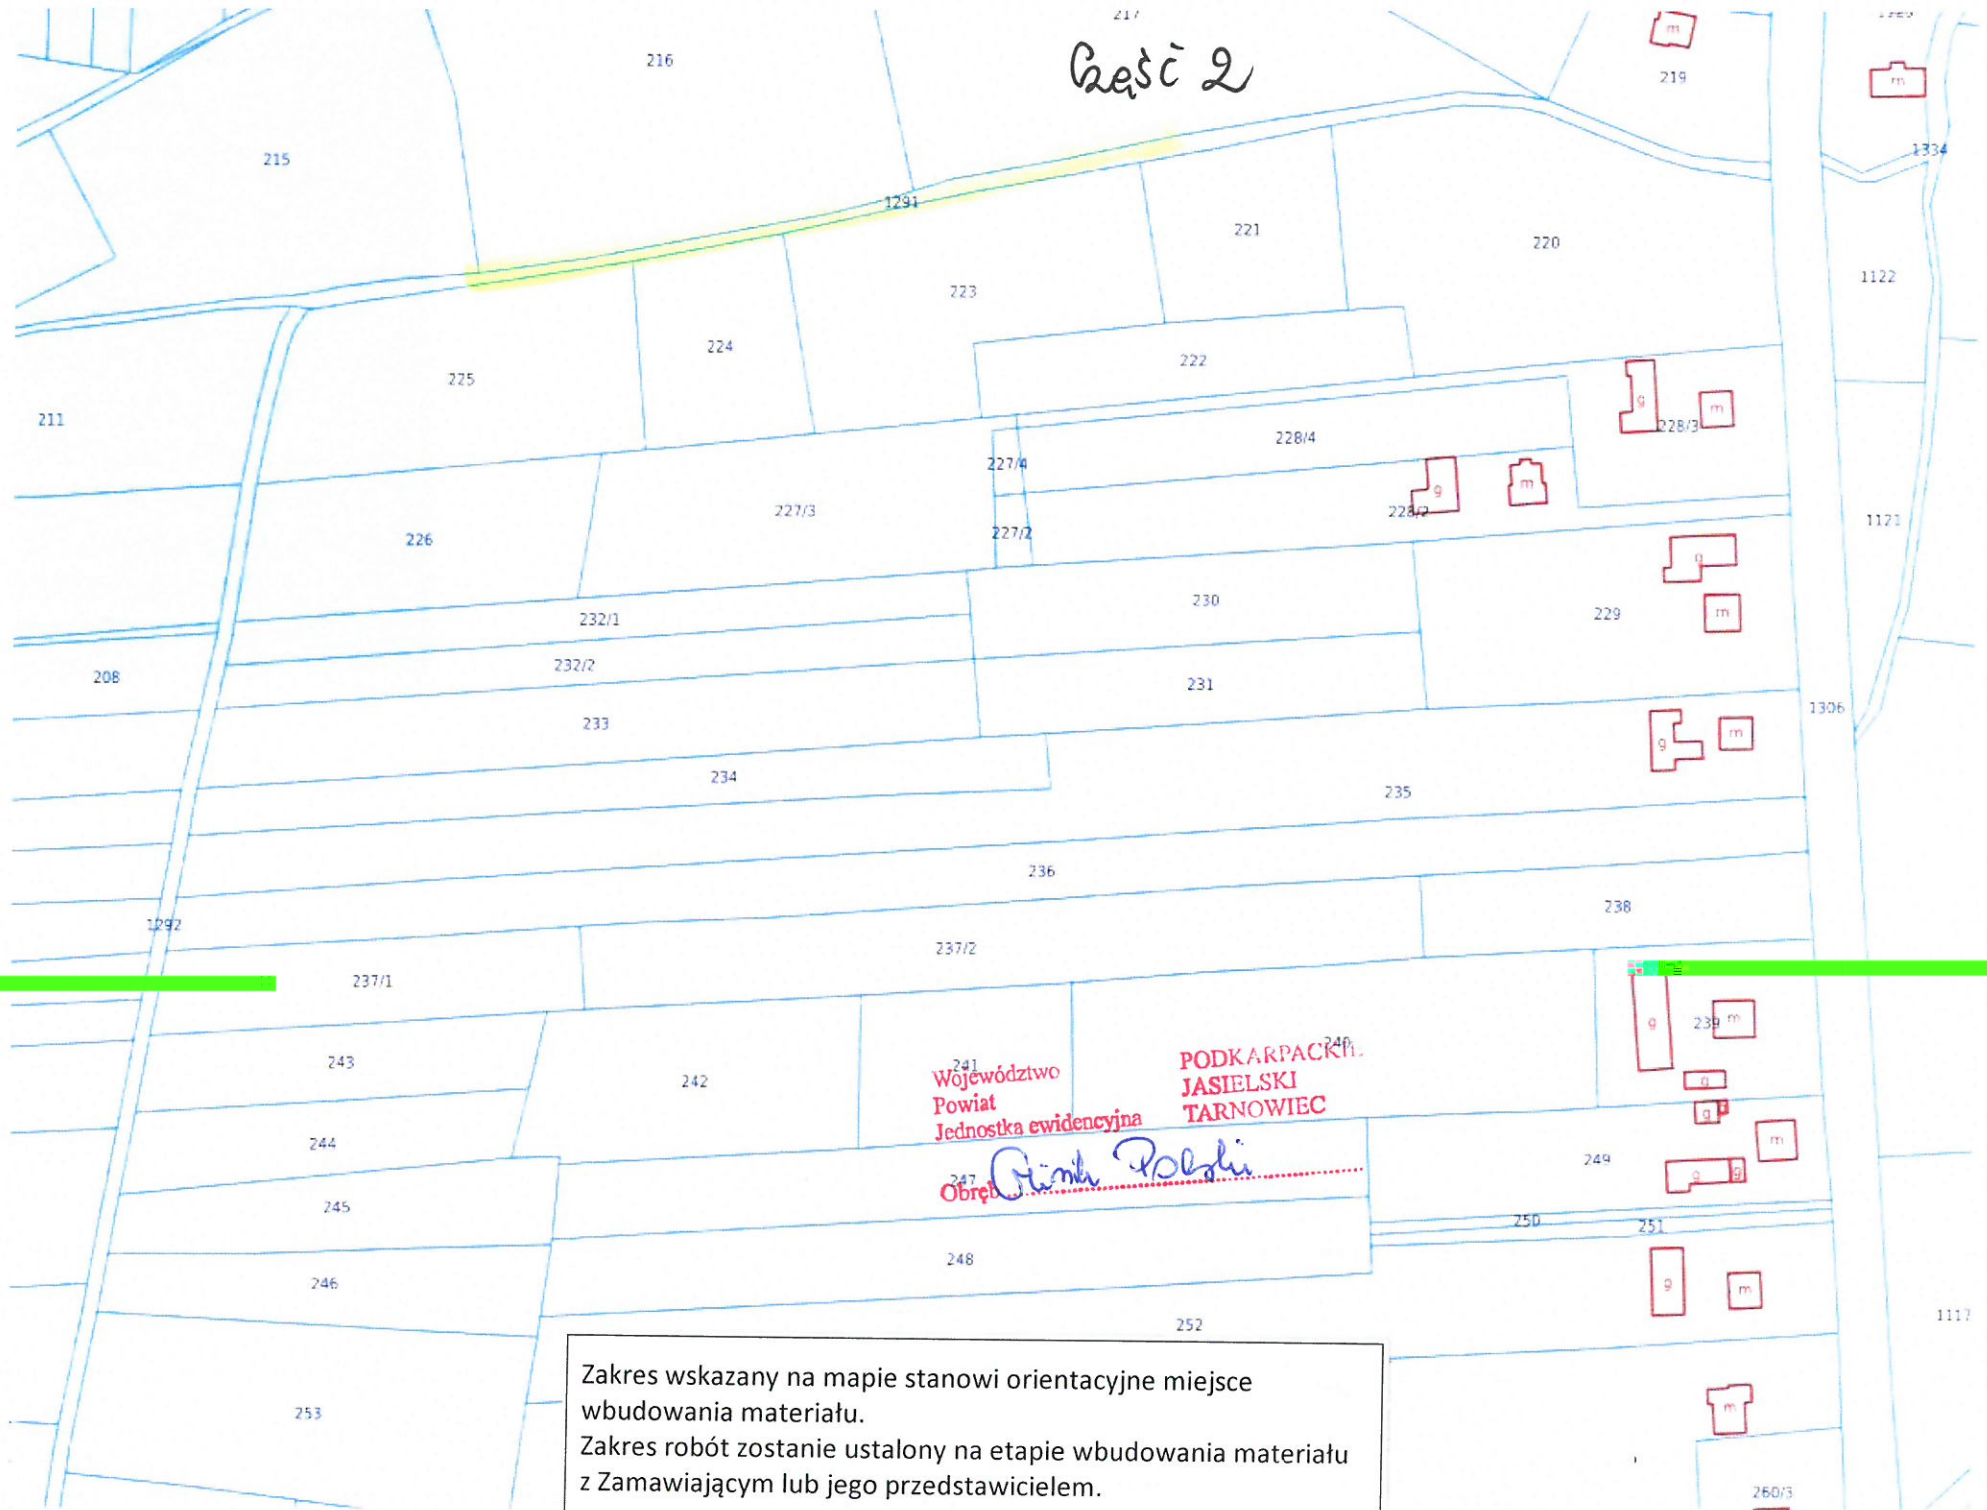 217
Część 2
216
219
m
m
215
1334
1291
221
220
1122
223
224
222
225
g
m
211
228/3
228/4
227/4
g
m
227/3
228/2
1121
226
227/2
g
232/1
230
229
m
232/2
208
231
233
1306
g
m
234
235
236
238
1292
237/2
237/1
g
239
m
243
242
241
240
Województwo PODKARPACKIE
Powiat JASIELSKI
Jednostka ewidencyjna TARNOWIEC
g
g
m
244
249
247
Obręb Glinik Polski
g
g
245
250
251
248
246
g
m
252
1117
Zakres wskazany na mapie stanowi orientacyjne miejsce
wbudowania materiału.
Zakres robót zostanie ustalony na etapie wbudowania materiału
z Zamawiającym lub jego przedstawicielem.
253
m
260/3